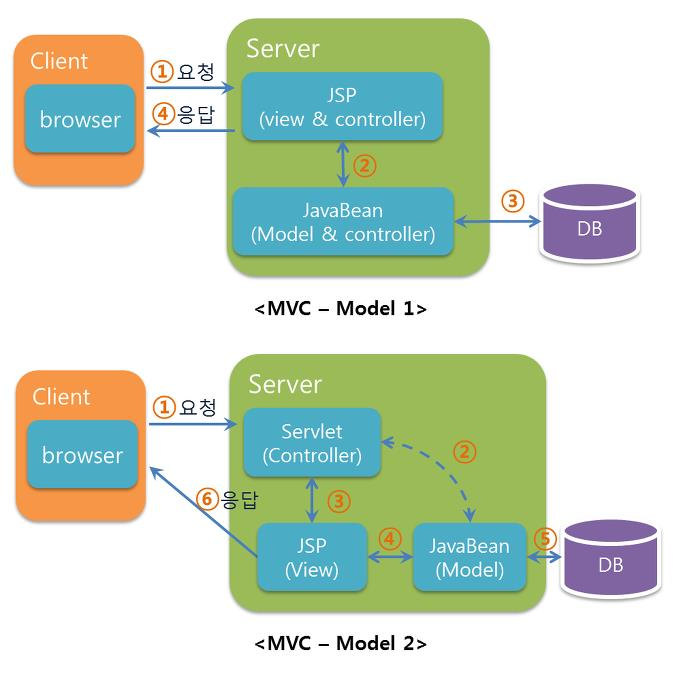 Client
browser
① 요청
④ 응답
Server
JSP
(view & controller)
②
JavaBean
(Model & controller)
③
DB
<MVC – Model 1>
Client
browser
① 요청
⑥ 응답
Server
Servlet
(Controller)
②
③
JSP
(View)
④
JavaBean
(Model)
⑤
DB
<MVC – Model 2>